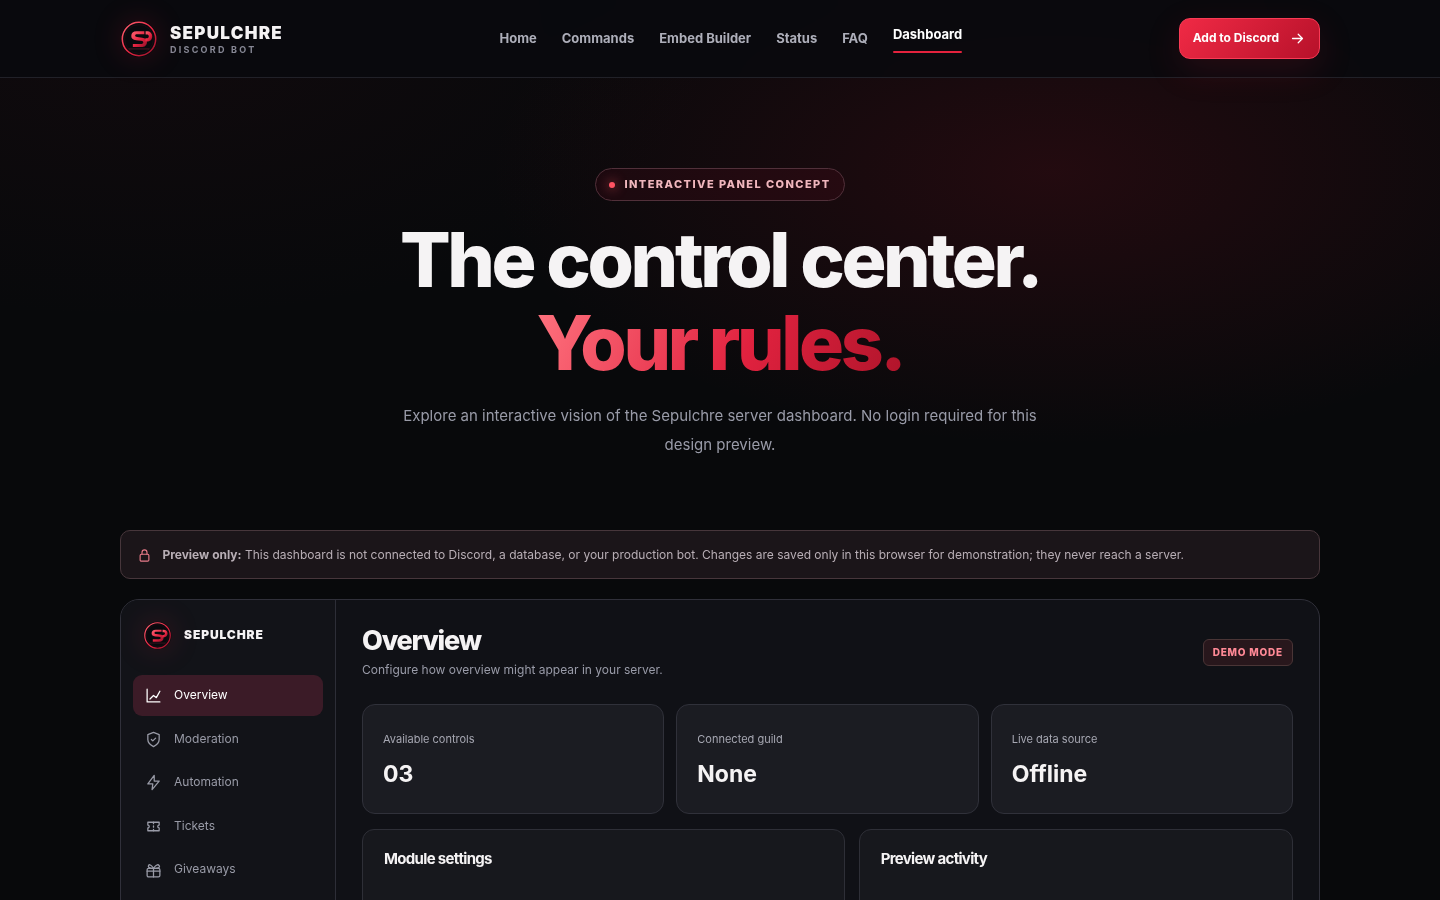 SEPULCHRE
DISCORD BOT
Home Commands Embed Builder Status FAQ Dashboard
Add to Discord
INTERACTIVE PANEL CONCEPT
The control center.
Your rules.
Explore an interactive vision of the Sepulchre server dashboard. No login required for this
design preview.
Preview only: This dashboard is not connected to Discord, a database, or your production bot. Changes are saved only in this browser for demonstration; they never reach a server.
SEPULCHRE
Overview
Moderation
Automation
Tickets
Giveaways
Overview
Configure how overview might appear in your server.
DEMO MODE
Available controls
03
Connected guild
None
Live data source
Offline
Module settings
Preview activity